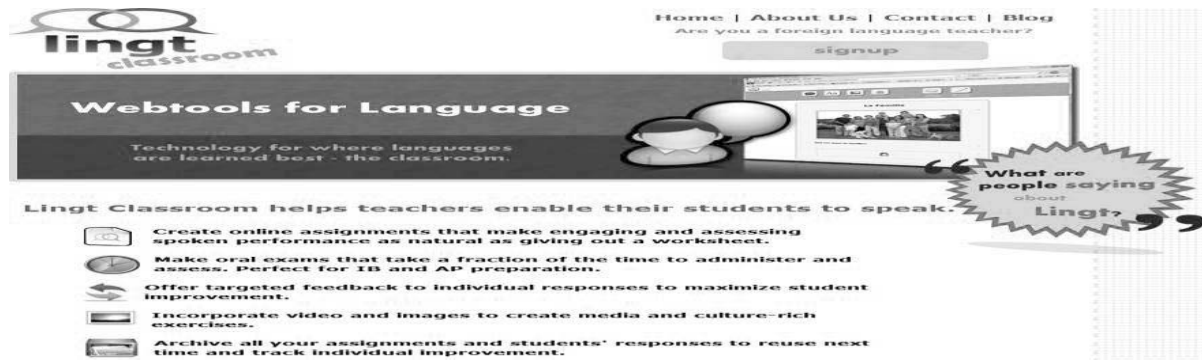 lingt
classroom
Home | About Us | Contact | Blog
Are you a foreign language teacher?
signup
Webtools for Language
Technology for where languages
are learned best - the classroom.
La Familia
What are
people saying
about
Lingt?
Lingt Classroom helps teachers enable their students to speak.
Create online assignments that make engaging and assessing
spoken performance as natural as giving out a worksheet.
Make oral exams that take a fraction of the time to administer and
assess. Perfect for IB and AP preparation.
Offer targeted feedback to individual responses to maximize student
improvement.
Incorporate video and images to create media and culture-rich
exercises.
Archive all your assignments and students' responses to reuse next
time and track individual improvement.